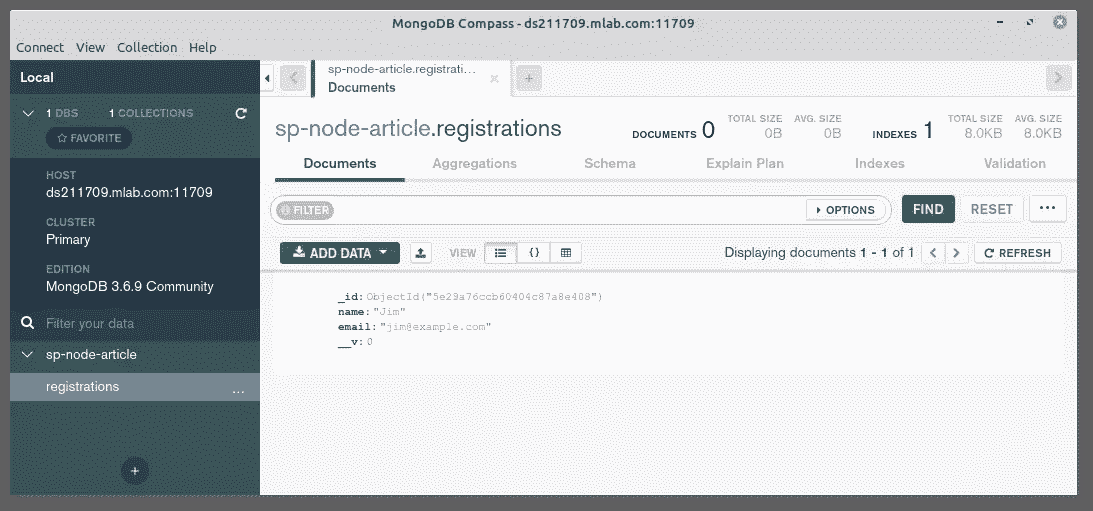 MongoDB Compass - ds211709.mlab.com:11709
Connect View Collection Help
Local
1 DBS 1 COLLECTIONS
FAVORITE
HOST
ds211709.mlab.com:11709
CLUSTER
Primary
EDITION
MongoDB 3.6.9 Community
Filter your data
sp-node-article
registrations ...
sp-node-article.registrati...
Documents
sp-node-article.registrations
DOCUMENTS 0 TOTAL SIZE 0B AVG. SIZE 0B INDEXES 1 TOTAL SIZE 8.0KB AVG. SIZE 8.0KB
Documents Aggregations Schema Explain Plan Indexes Validation
FILTER OPTIONS FIND RESET ...
ADD DATA VIEW {} Displaying documents 1 - 1 of 1 REFRESH
_id: ObjectId("5e29a76ccb60404c87a8e408")
name: "Jim"
email: "jim@example.com"
__v: 0